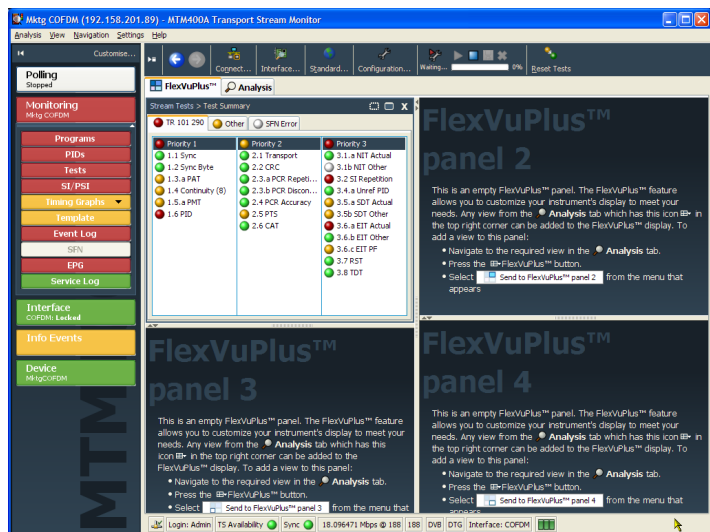 Mktg COFDM (192.158.201.89) - MTM400A Transport Stream Monitor
Analysis View Navigation Settings Help
Customise...
Polling
Stopped
Monitoring
Mktg COFDM
Programs
PIDs
Tests
SI/PSI
Timing Graphs
Template
Event Log
SFN
EPG
Service Log
Interface
COFDM: Locked
Info Events
Device
MktgCOFDM
MTM
Connect... Interface... Standard... Configuration... Waiting... 0% Reset Tests
FlexVuPlus™ Analysis
Stream Tests > Test Summary
TR 101 290 Other SFN Error
Priority 1
1.1 Sync
1.2 Sync Byte
1.3.a PAT
1.4 Continuity (8)
1.5.a PMT
1.6 PID
Priority 2
2.1 Transport
2.2 CRC
2.3.a PCR Repeti...
2.3.b PCR Discon...
2.4 PCR Accuracy
2.5 PTS
2.6 CAT
Priority 3
3.1.a NIT Actual
3.1.b NIT Other
3.2 SI Repetition
3.4.a Unref PID
3.5.a SDT Actual
3.5b SDT Other
3.6.a EIT Actual
3.6.b EIT Other
3.6.c EIT PF
3.7 RST
3.8 TDT
FlexVuPlus™
panel 2
This is an empty FlexVuPlus™ panel. The FlexVuPlus™ feature
allows you to customize your instrument's display to meet your
needs. Any view from the Analysis tab which has this icon in
the top right corner can be added to the FlexVuPlus™ display. To
add a view to this panel:
• Navigate to the required view in the Analysis tab.
• Press the FlexVuPlus™ button.
• Select Send to FlexVuPlus™ panel 2 from the menu that
appears
FlexVuPlus™
panel 3
This is an empty FlexVuPlus™ panel. The FlexVuPlus™ feature
allows you to customize your instrument's display to meet your
needs. Any view from the Analysis tab which has this
icon in the top right corner can be added to the
FlexVuPlus™ display. To add a view to this panel:
• Navigate to the required view in the Analysis tab.
• Press the FlexVuPlus™ button.
• Select Send to FlexVuPlus™ panel 3 from the menu that
FlexVuPlus™
panel 4
This is an empty FlexVuPlus™ panel. The FlexVuPlus™ feature
allows you to customize your instrument's display to meet your
needs. Any view from the Analysis tab which has this icon in
the top right corner can be added to the FlexVuPlus™ display. To
add a view to this panel:
• Navigate to the required view in the Analysis tab.
• Press the FlexVuPlus™ button.
• Select Send to FlexVuPlus™ panel 4 from the menu that
appears
Login: Admin TS Availability Sync 18.096471 Mbps @ 188 188 DVB DTG Interface: COFDM